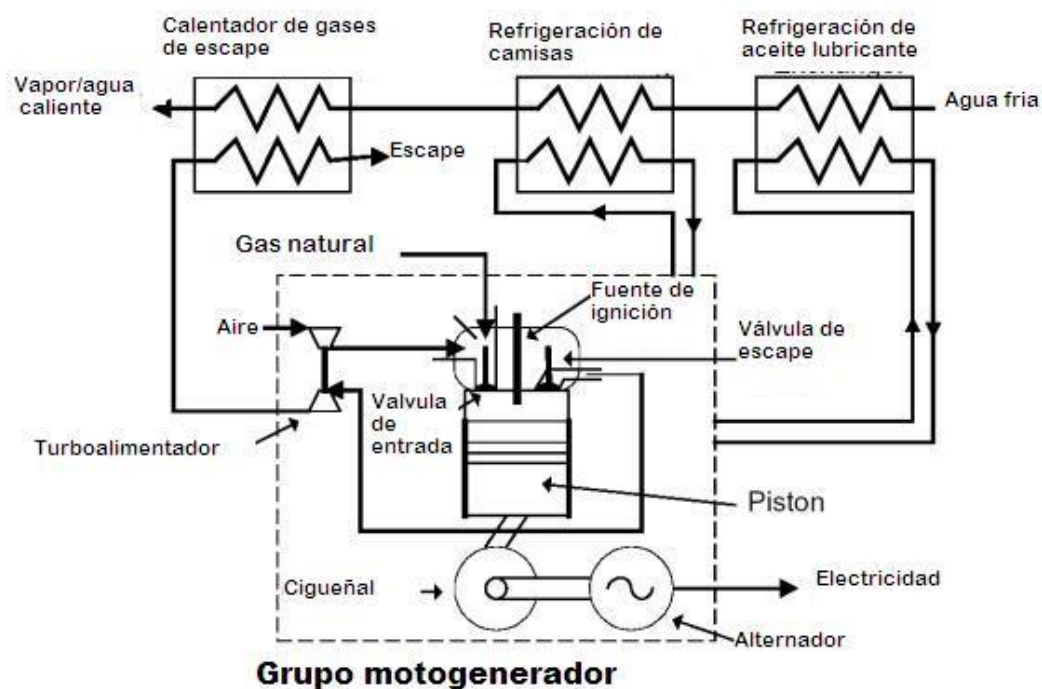 Calentador de gases
de escape
Refrigeración de
camisas
Refrigeración de
aceite lubricante
Vapor/agua
caliente
Agua fria
Escape
Gas natural
Fuente de
ignición
Aire
Válvula de
escape
Valvula
de
entrada
Turboalimentador
Piston
Cigueñal
Electricidad
Alternador
Grupo motogenerador